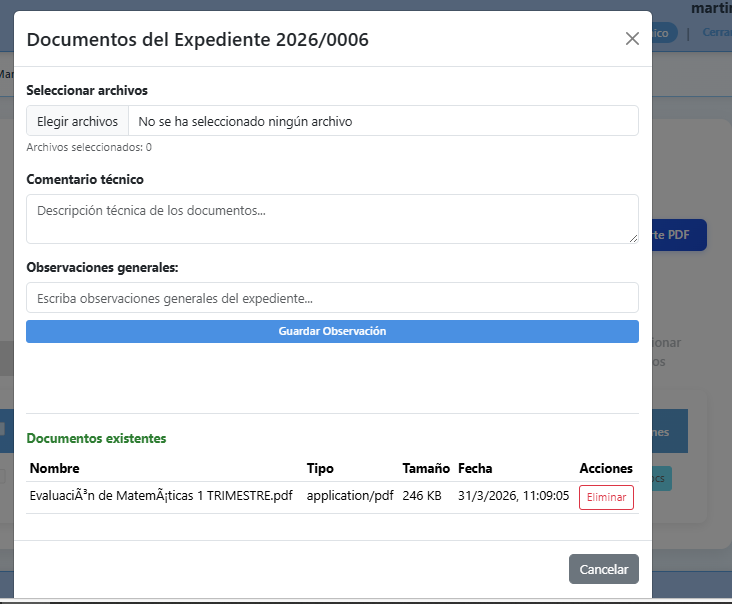 martin
Documentos del Expediente 2026/0006
ico | Cerra
Mar
Seleccionar archivos
Elegir archivos No se ha seleccionado ningún archivo
Archivos seleccionados: 0
Comentario técnico
Descripción técnica de los documentos...
rte PDF
Observaciones generales:
Escriba observaciones generales del expediente...
Guardar Observación
ionar
os
Documentos existentes
nes
Nombre Tipo Tamaño Fecha Acciones
EvaluaciÃ³n de MatemÃ¡ticas 1 TRIMESTRE.pdf application/pdf 246 KB 31/3/2026, 11:09:05 Eliminar
cs
Cancelar